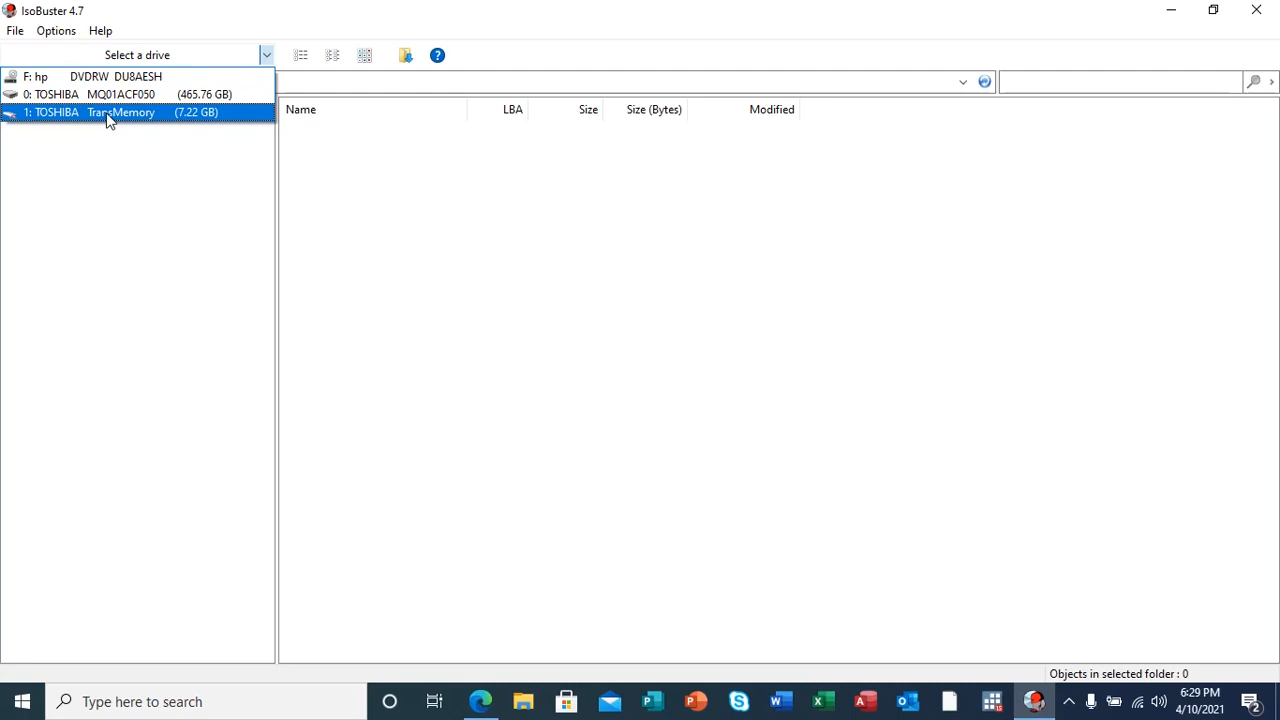 IsoBuster 4.7
File Options Help
Select a drive
F: hp DVDRW DU8AESH
0: TOSHIBA MQ01ACF050 (465.76 GB)
1: TOSHIBA TransMemory (7.22 GB)
Name LBA Size Size (Bytes) Modified
Objects in selected folder : 0
Type here to search
6:29 PM
4/10/2021
2